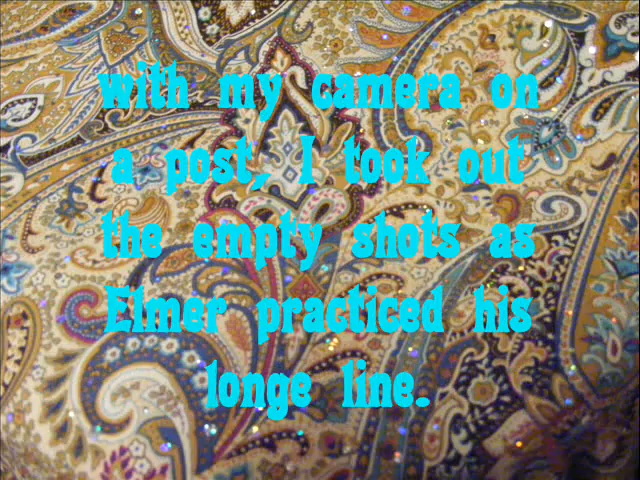 with my camera on
a post, I took out
the empty shots as
Elmer practiced his
longe line.